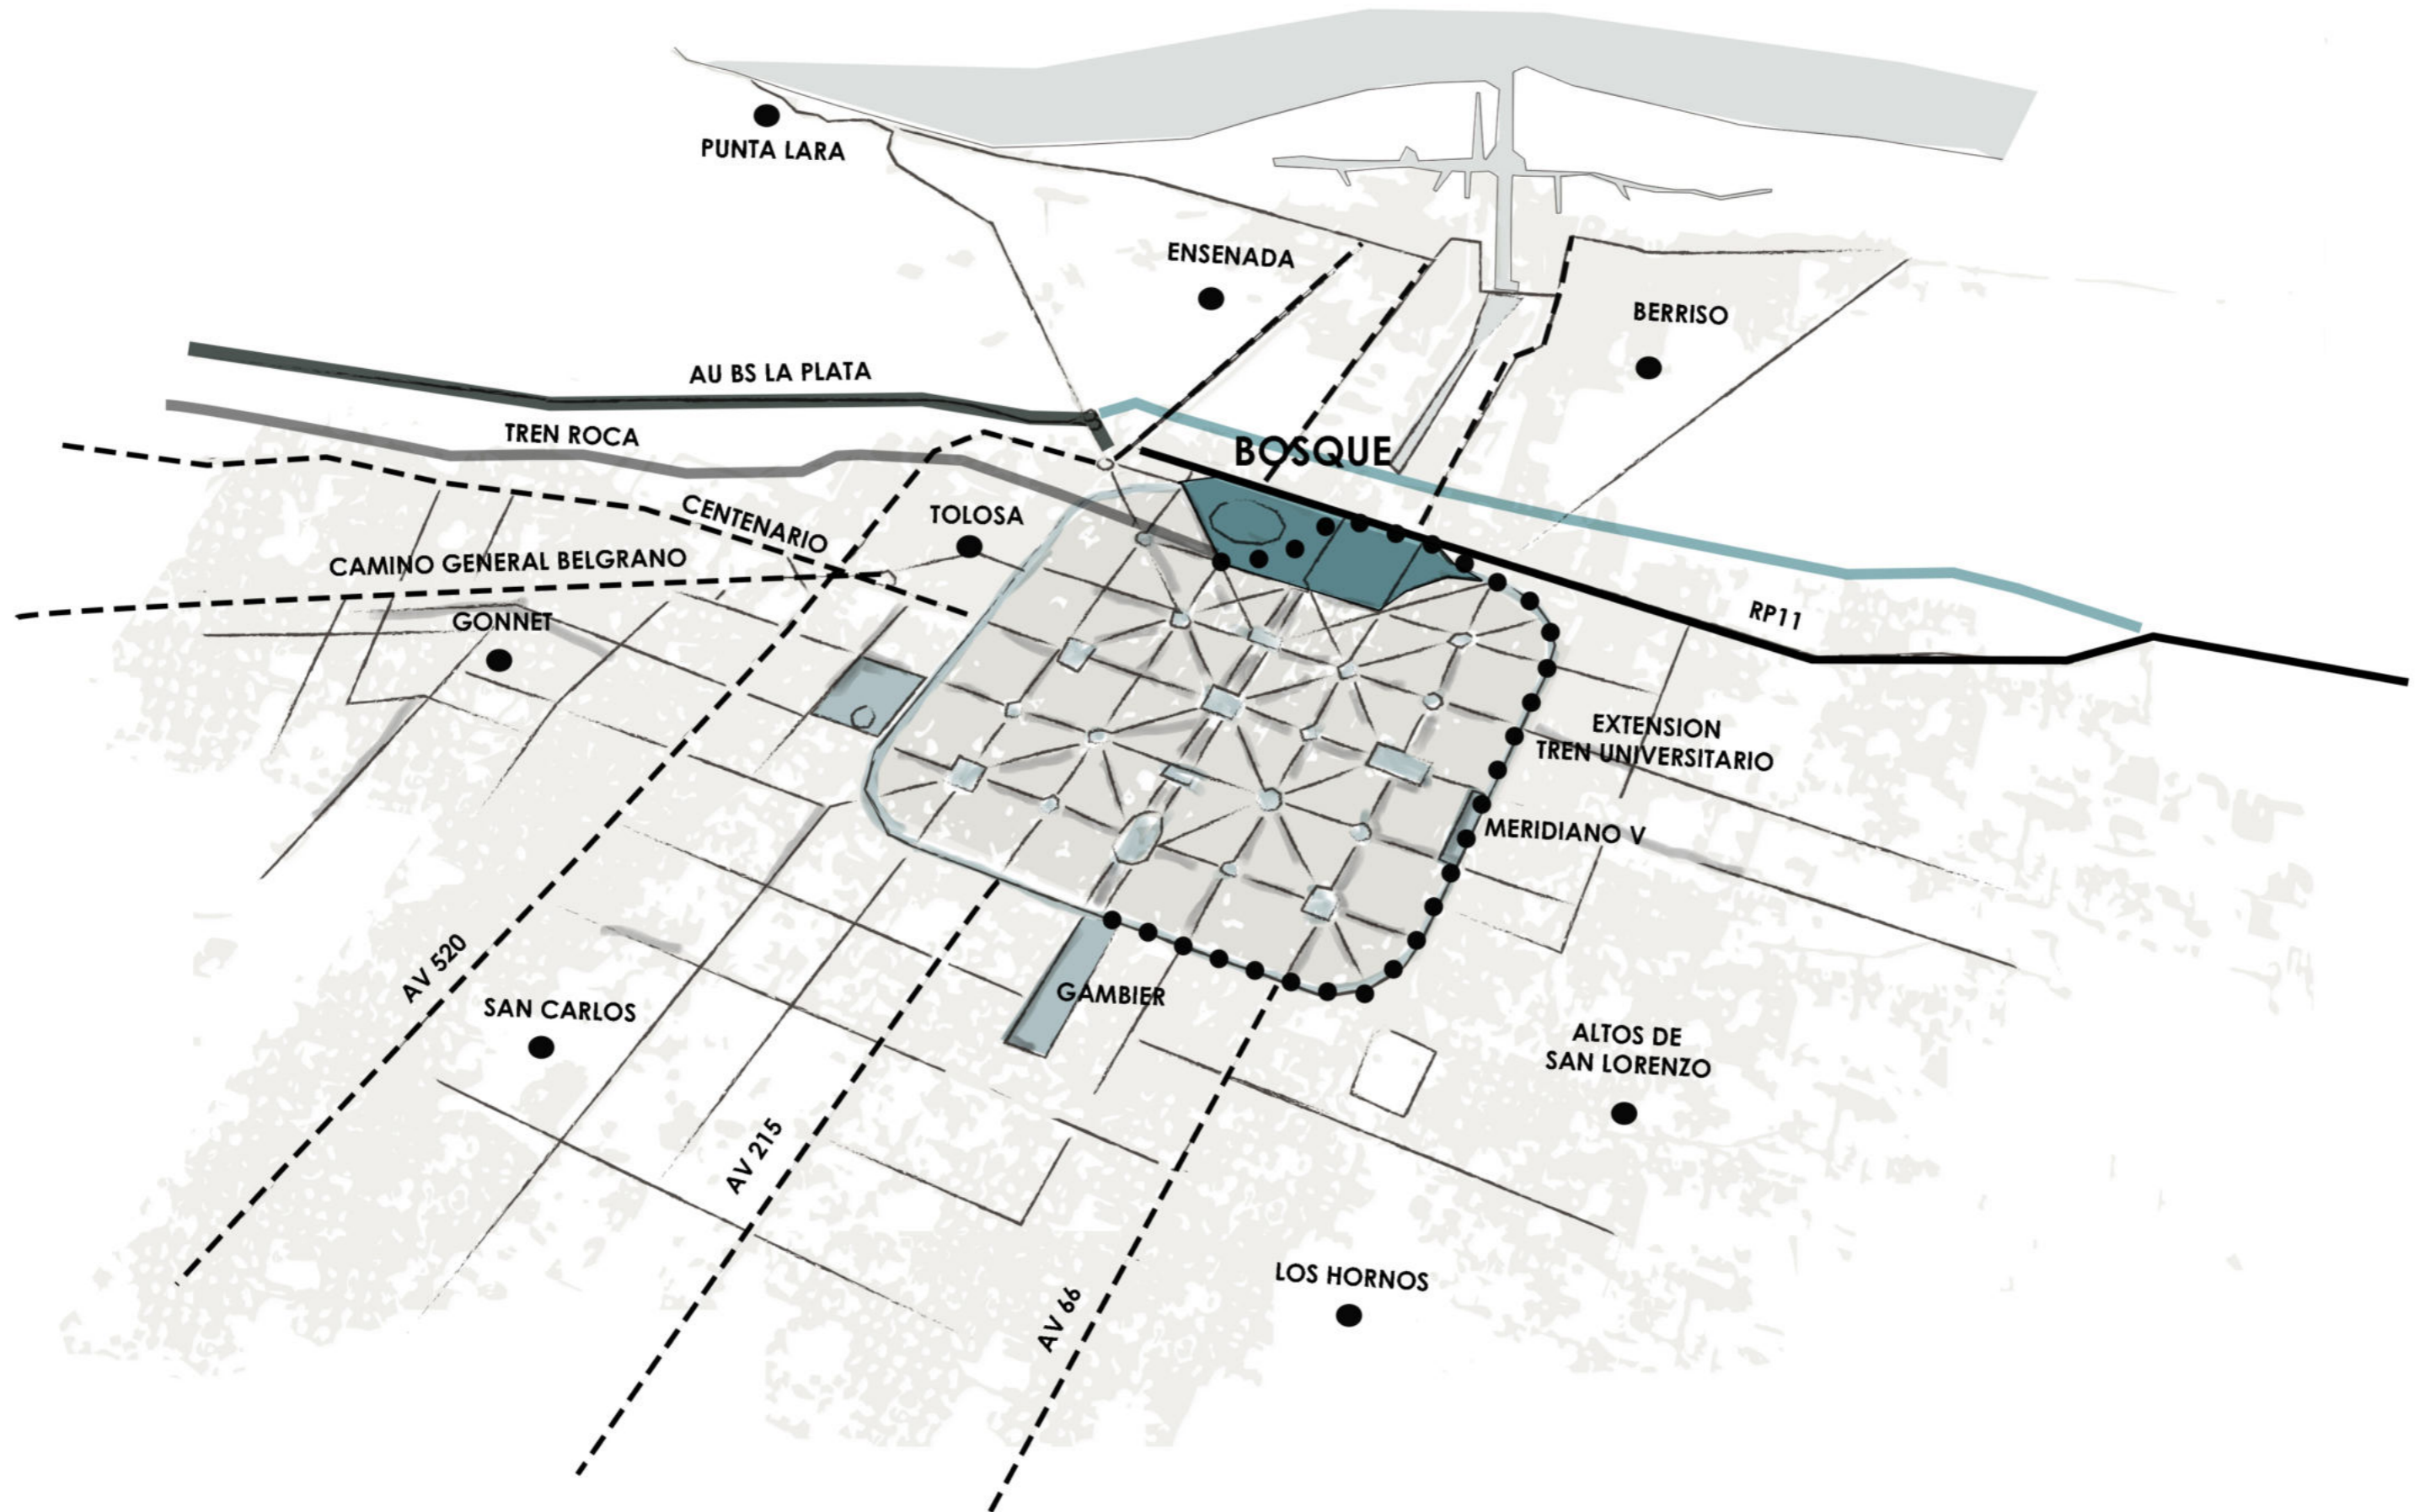 PUNTA LARA
ENSENADA
BERRISO
AU BS LA PLATA
TREN ROCA
BOSQUE
CENTENARIO
TOLOSA
CAMINO GENERAL BELGRANO
GONNET
RP11
EXTENSION
TREN UNIVERSITARIO
MERIDIANO V
AV 520
SAN CARLOS
GAMBIER
ALTOS DE
SAN LORENZO
AV 215
LOS HORNOS
AV 66